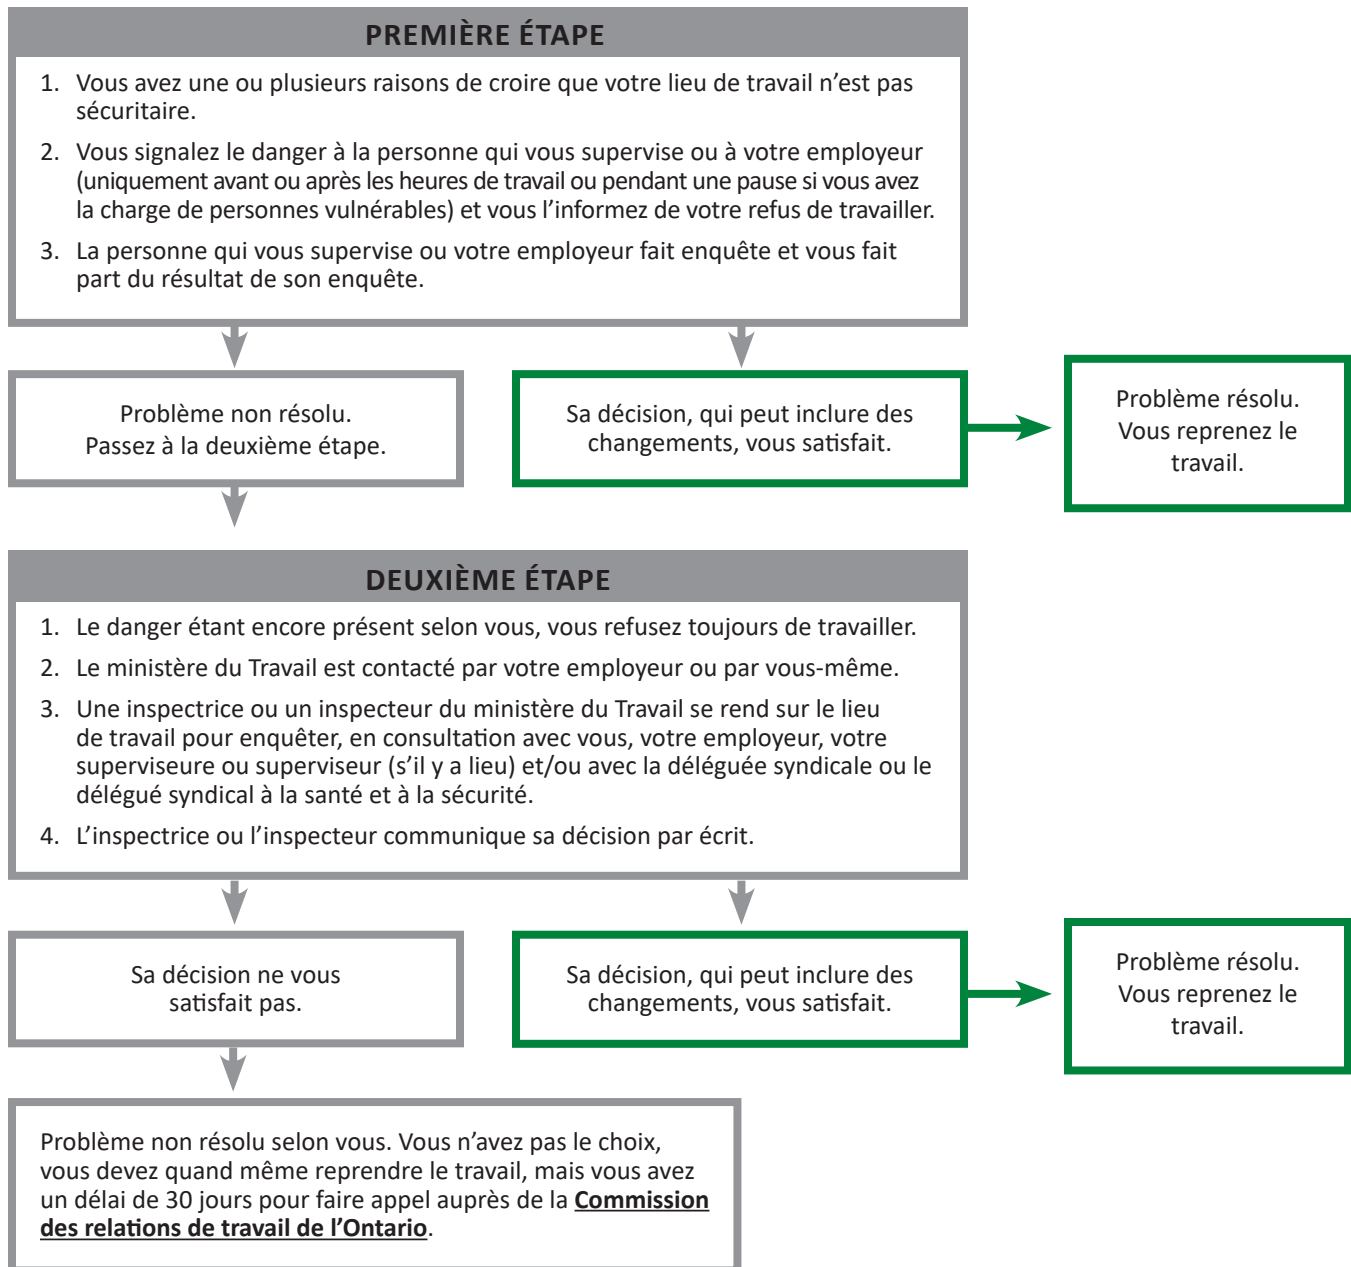 PREMIÈRE ÉTAPE
1. Vous avez une ou plusieurs raisons de croire que votre lieu de travail n’est pas
sécuritaire.
2. Vous signalez le danger à la personne qui vous supervise ou à votre employeur
(uniquement avant ou après les heures de travail ou pendant une pause si vous avez
la charge de personnes vulnérables) et vous l’informez de votre refus de travailler.
3. La personne qui vous supervise ou votre employeur fait enquête et vous fait
part du résultat de son enquête.
Problème non résolu.
Passez à la deuxième étape.
Sa décision, qui peut inclure des
changements, vous satisfait.
Problème résolu.
Vous reprenez le
travail.
DEUXIÈME ÉTAPE
1. Le danger étant encore présent selon vous, vous refusez toujours de travailler.
2. Le ministère du Travail est contacté par votre employeur ou par vous-même.
3. Une inspectrice ou un inspecteur du ministère du Travail se rend sur le lieu
de travail pour enquêter, en consultation avec vous, votre employeur, votre
superviseure ou superviseur (s’il y a lieu) et/ou avec la déléguée syndicale ou le
délégué syndical à la santé et à la sécurité.
4. L’inspectrice ou l’inspecteur communique sa décision par écrit.
Sa décision ne vous
satisfait pas.
Sa décision, qui peut inclure des
changements, vous satisfait.
Problème résolu.
Vous reprenez le
travail.
Problème non résolu selon vous. Vous n’avez pas le choix,
vous devez quand même reprendre le travail, mais vous avez
un délai de 30 jours pour faire appel auprès de la Commission
des relations de travail de l’Ontario.